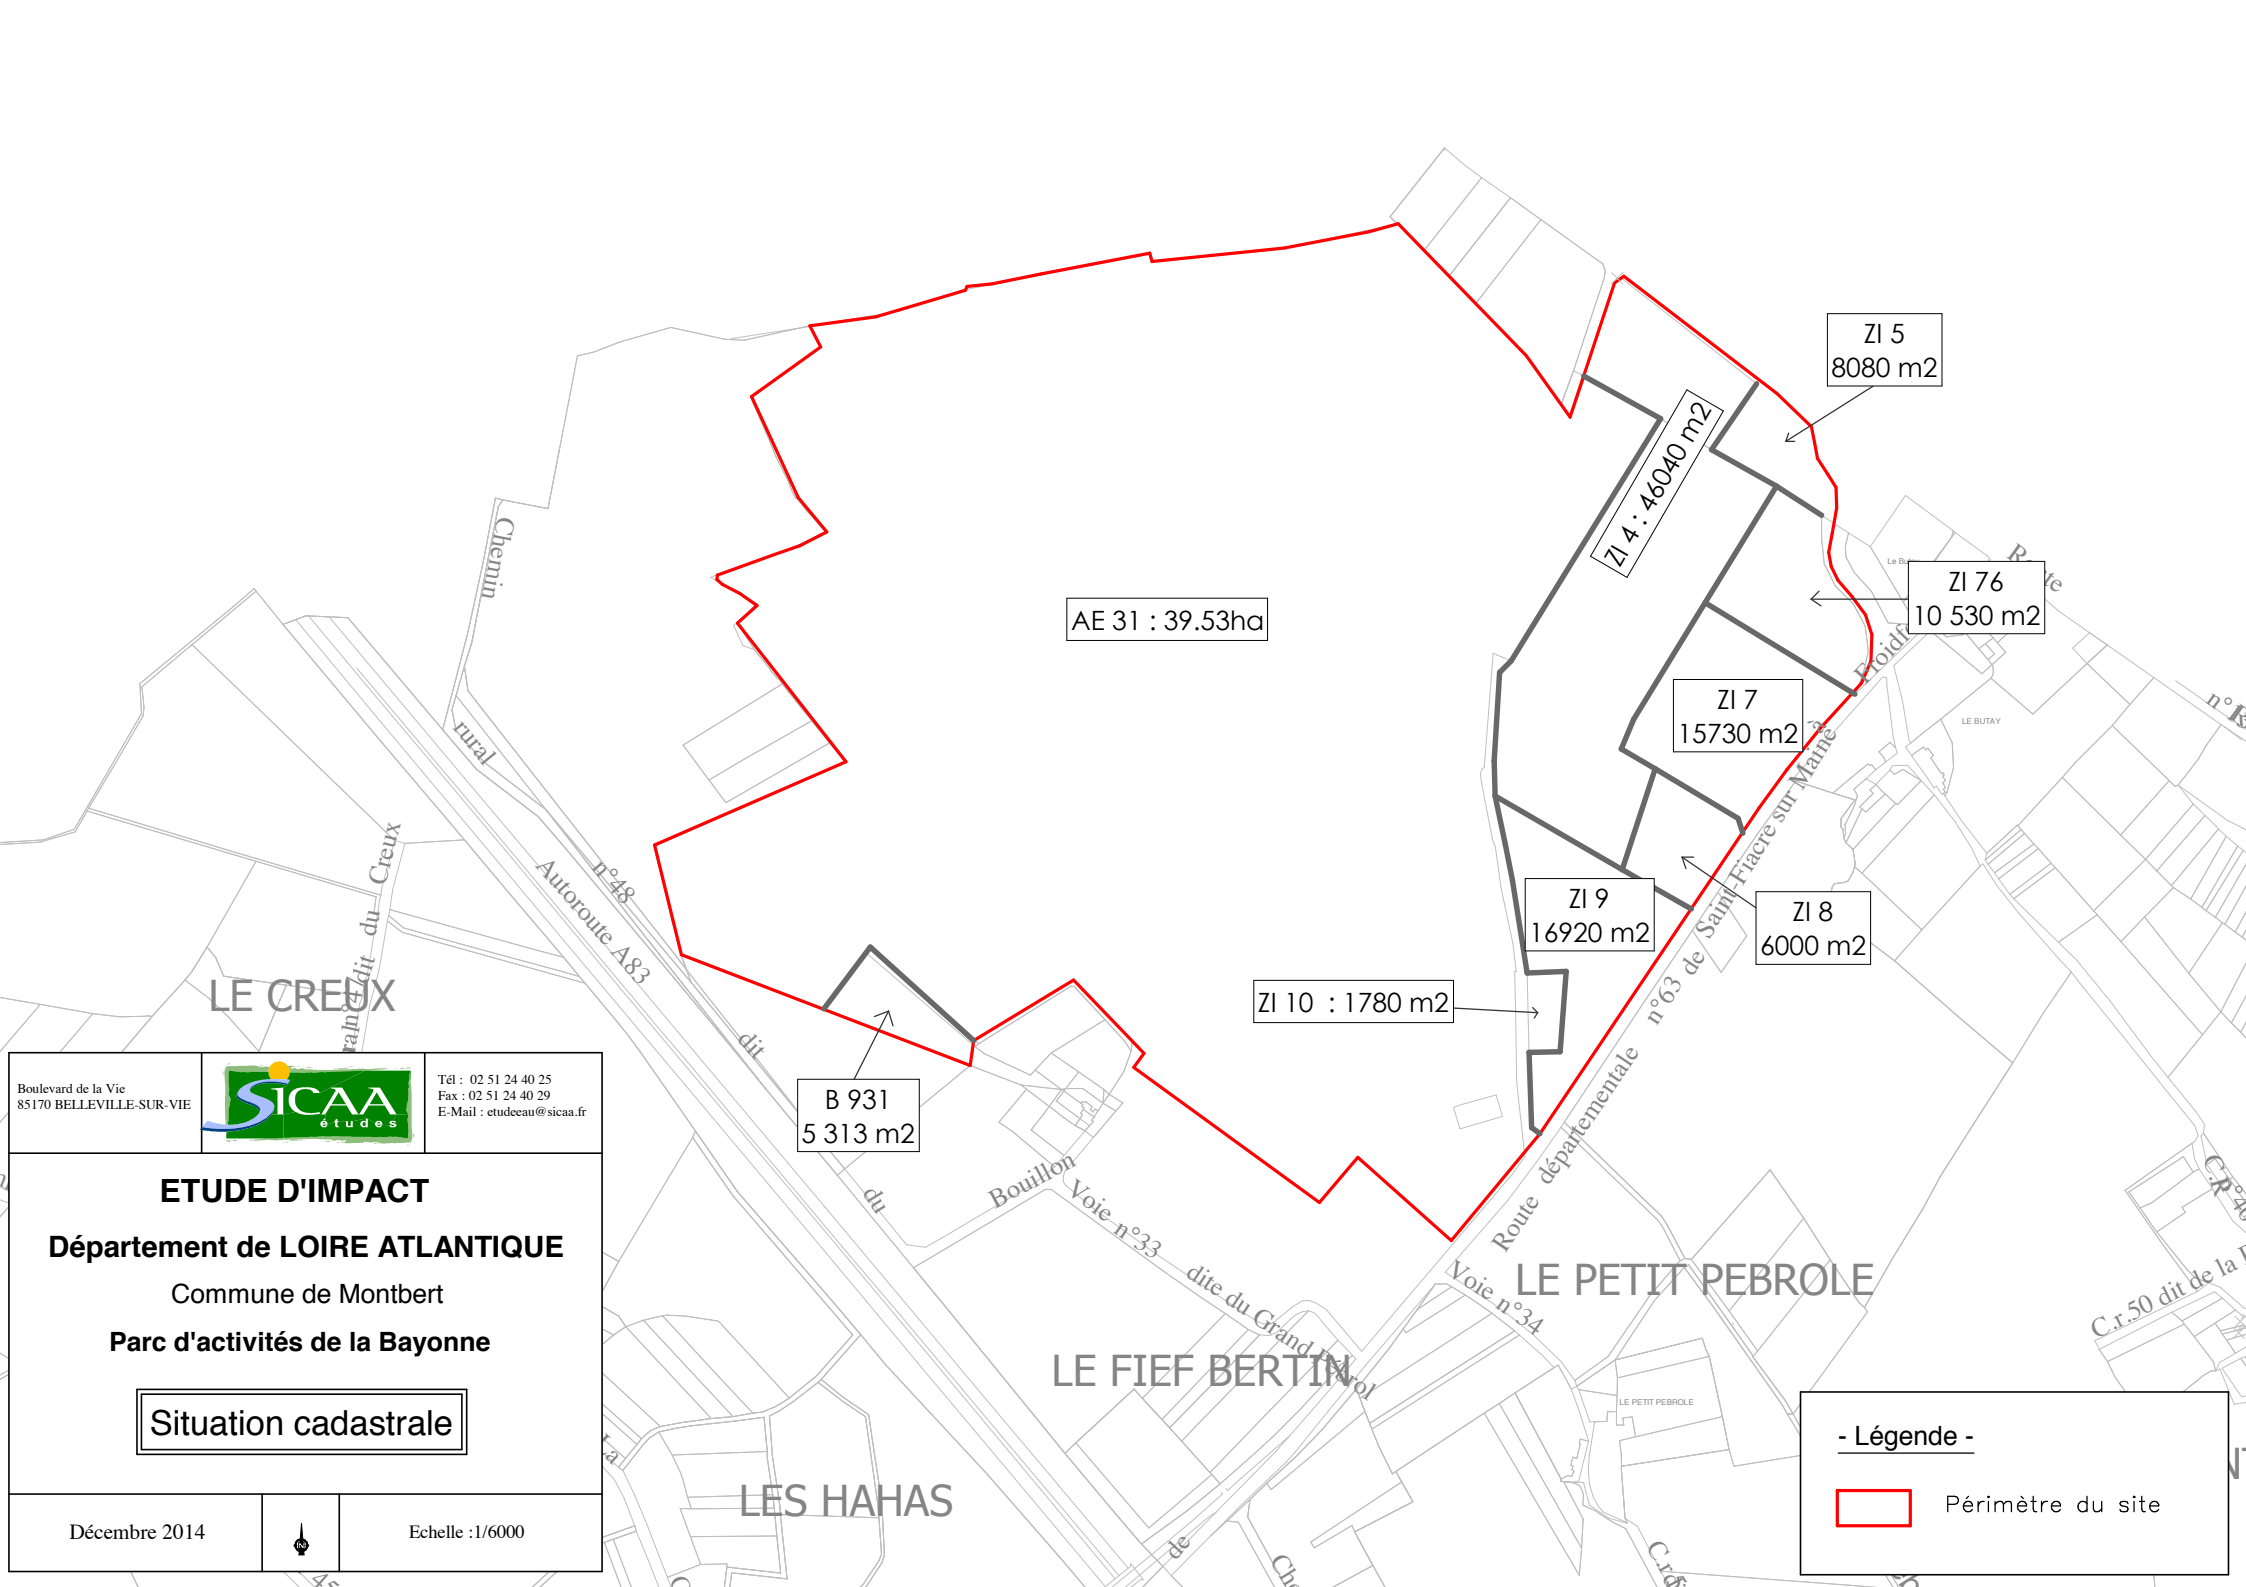 ZI 5
8080 m2
ZI 4 : 46040 m2
Chemin
rural
n°48
dit
du
Bouillon
Autoroute A83
AE 31 : 39.53ha
ZI 76
10 530 m2
Route
Froidf
LE BUTAY
ZI 7
15730 m2
ZI 9
16920 m2
ZI 8
6000 m2
ZI 10 : 1780 m2
B 931
5 313 m2
Route départementale n°63 de Saint-Fiacre sur Maine à
dit du Creux
LE CREUX
Voie n°33 dite du Grand
Voie n°34
LE PETIT PEBROLE
LE PETIT PEBROLE
LE FIEF BERTIN
LES HAHAS
C.r.50 dit de la
de
Boulevard de la Vie
85170 BELLEVILLE-SUR-VIE
SICAA
études
Tél : 02 51 24 40 25
Fax : 02 51 24 40 29
E-Mail : etudeeau@sicaa.fr
ETUDE D'IMPACT
Département de LOIRE ATLANTIQUE
Commune de Montbert
Parc d'activités de la Bayonne
Situation cadastrale
Décembre 2014
Echelle :1/6000
- Légende -
Périmètre du site